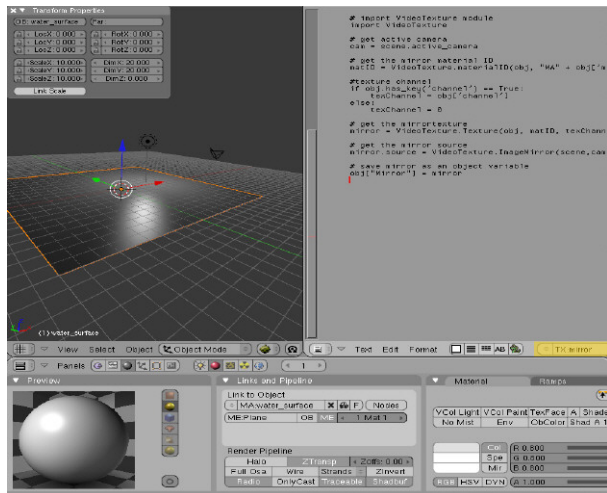 Transform Properties
OB: water_surface
Par:
LocX: 0.000
RotX: 0.000
LocY: 0.000
RotY: 0.000
LocZ: 0.000
RotZ: 0.000
ScaleX: 10.000
DimX: 20.000
ScaleY: 10.000
DimY: 20.000
ScaleZ: 10.000
DimZ: 0.000
Link Scale
(1) water_surface
# import VideoTexture module
import VideoTexture
# get active camera
cam = scene.active_camera
# get the mirror material ID
matID = VideoTexture.materialID(obj, "MA" + obj['m
#texture channel
if obj.has_key('channel') == True:
texChannel = obj['channel']
else:
texChannel = 0
# get the mirrortexture
mirror = VideoTexture.Texture(obj, matID, texChann
# get the mirror source
mirror.source = VideoTexture.ImageMirror(scene,cam
# save mirror as an object variable
obj["Mirror"] = mirror
View Select Object Object Mode
Text Edit Format AB TX:mirror
Panels 1
Preview
Links and Pipeline
Link to Object
MA:water_surface X F Nodes
ME:Plane OB ME 1 Mat 1
Render Pipeline
Halo ZTransp Zoffs: 0.00
Full Osa Wire Strands ZInvert
Radio OnlyCast Traceable Shadbuf
Material Ramps
VCol Light VCol Paint TexFace A Shade
No Mist Env ObColor Shad A 1
Col R 0.800
Spe G 0.800
Mir B 0.800
RGB HSV DYN A 1.000